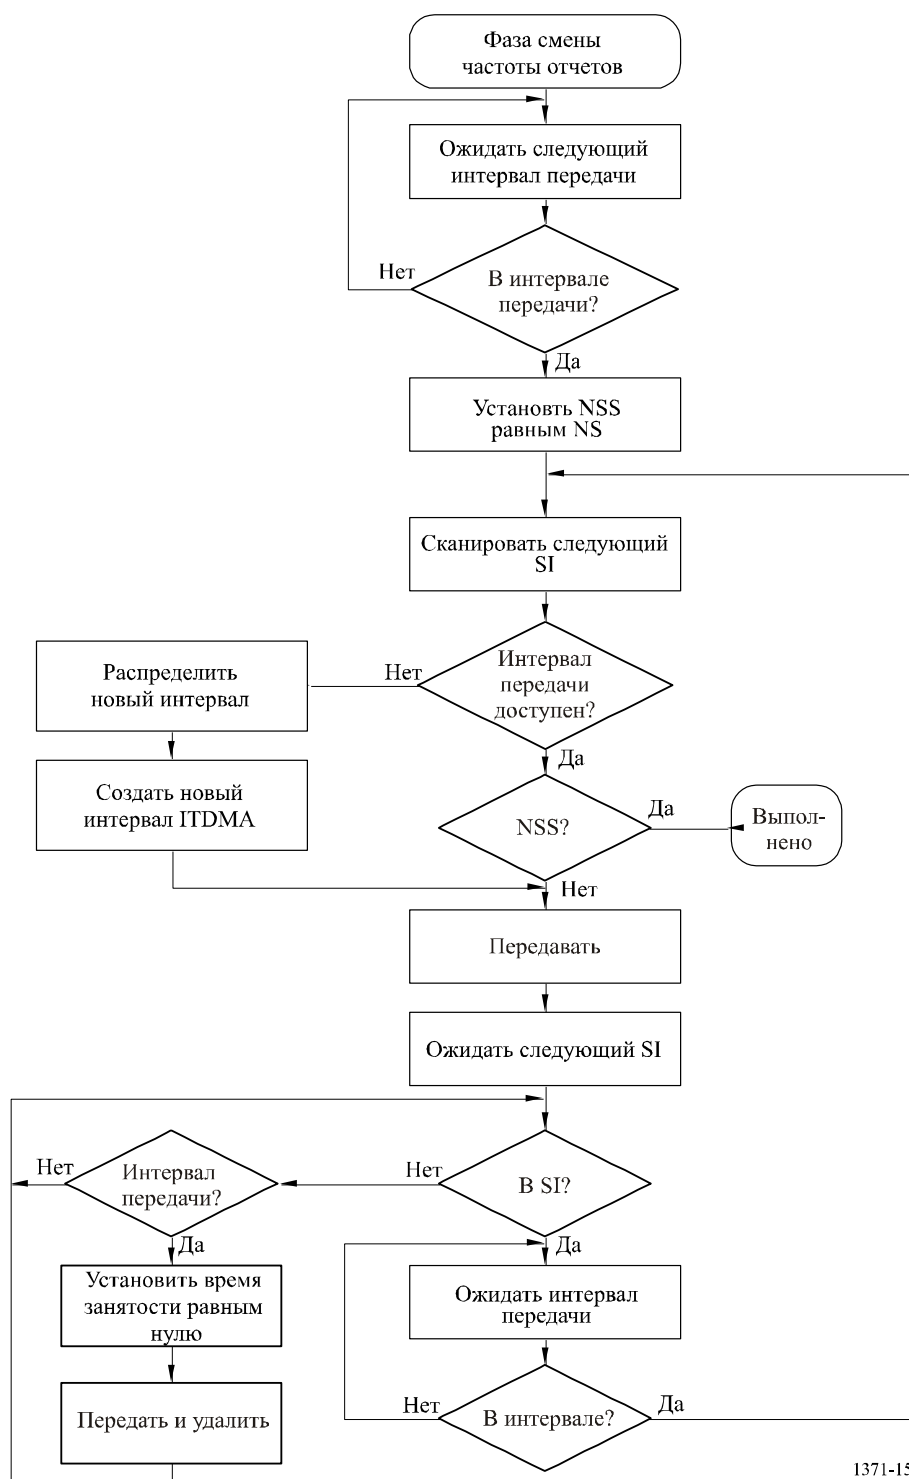 Фаза смены
частоты отчетов
Ожидать следующий
интервал передачи
Нет
В интервале
передачи?
Да
Установть NSS
равным NS
Сканировать следующий
SI
Распределить
новый интервал
Нет
Интервал
передачи
доступен?
Да
Создать новый
интервал ITDMA
NSS?
Да
Выпол-
нено
Нет
Передавать
Ожидать следующий SI
Нет
Интервал
передачи?
Нет
В SI?
Да
Да
Установить время
занятости равным
нулю
Ожидать интервал
передачи
Передать и удалить
Нет
В интервале?
Да
1371-15